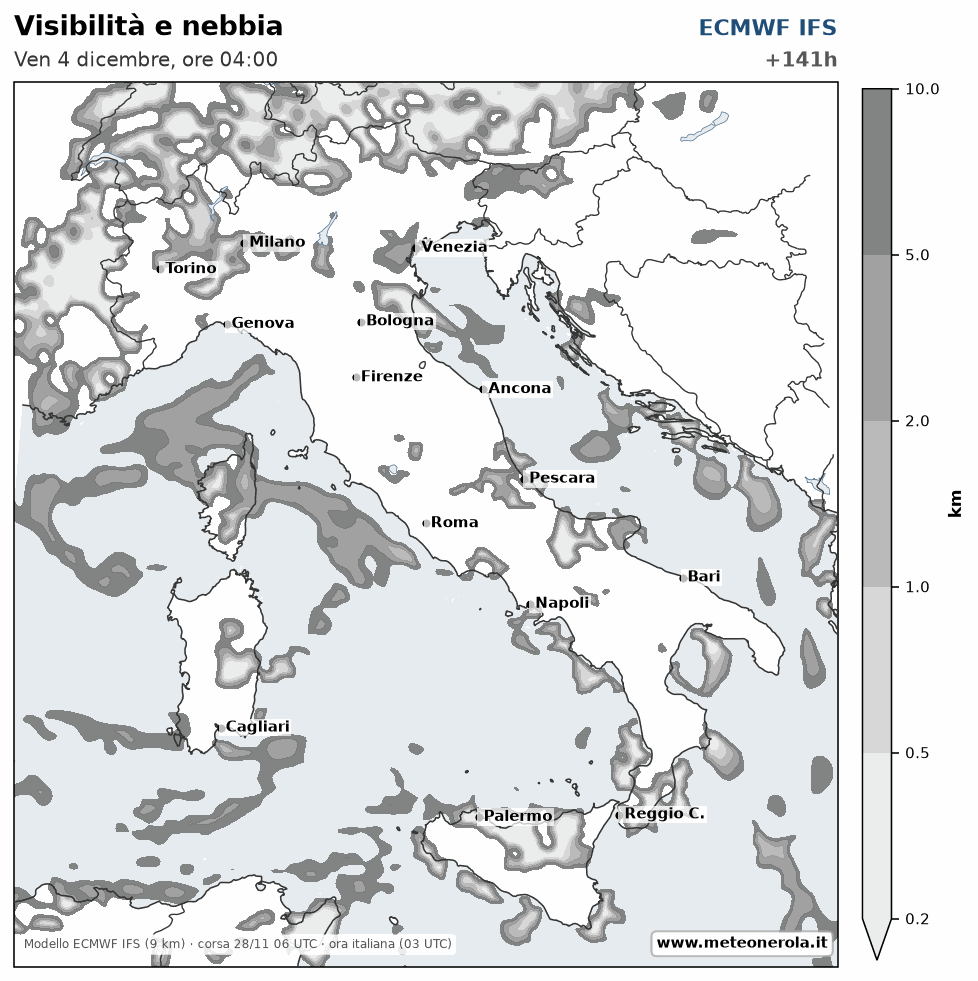 Visibilità e nebbia
ECMWF IFS
Ven 4 dicembre, ore 04:00
+141h
Milano
Venezia
Torino
Genova
Bologna
Firenze
Ancona
Pescara
Roma
Bari
Napoli
Cagliari
Palermo
Reggio C.
10.0
5.0
2.0
1.0
0.5
0.2
km
Modello ECMWF IFS (9 km) · corsa 28/11 06 UTC · ora italiana (03 UTC)
www.meteonerola.it